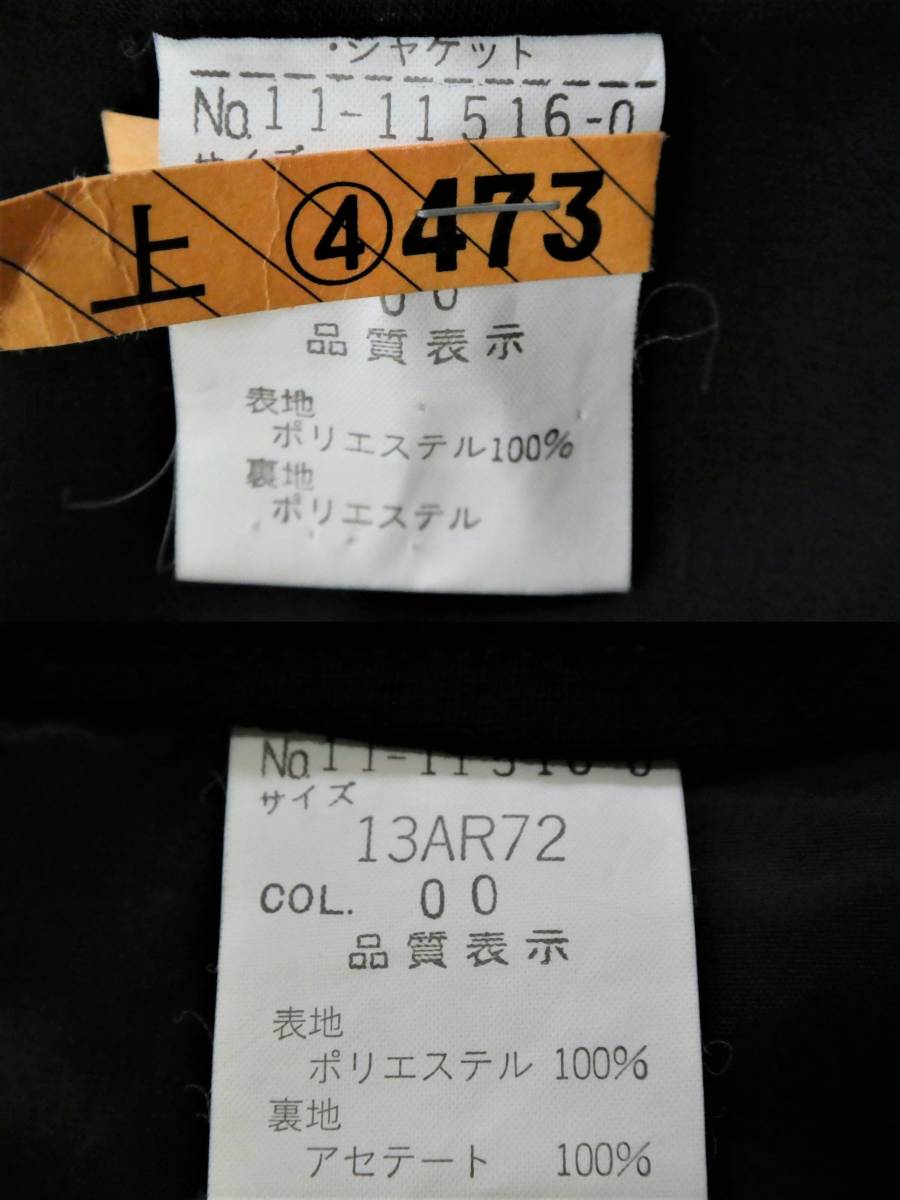 ・ジャケット
No.11-11516-0
サイズ
上 ④473
00
品質表示
表地
ポリエステル100%
裏地
ポリエステル
No.11-11516-0
サイズ
13AR72
COL. 00
品質表示
表地
ポリエステル 100%
裏地
アセテート 100%